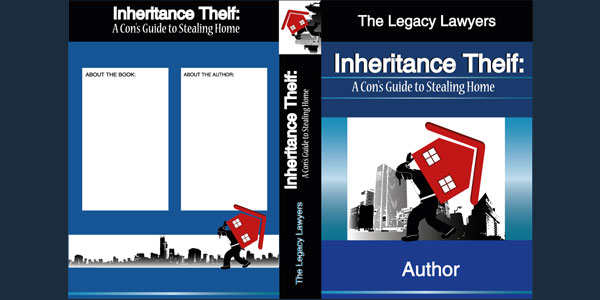 Inheritance Theif:
A Con's Guide to Stealing Home
ABOUT THE BOOK:
ABOUT THE AUTHOR:
Inheritance Theif:
A Con's Guide to Stealing Home
The Legacy Lawyers
The Legacy Lawyers
Inheritance Theif:
A Con's Guide to Stealing Home
Author